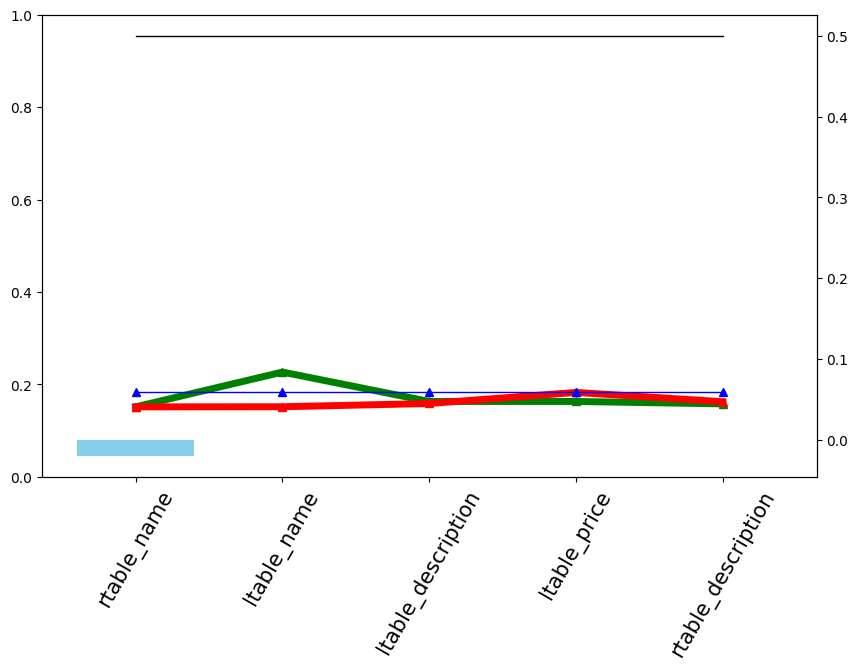 1.0
0.8
0.6
0.4
0.2
0.0
0.5
0.4
0.3
0.2
0.1
0.0
rtable_name
ltable_name
ltable_description
ltable_price
rtable_description